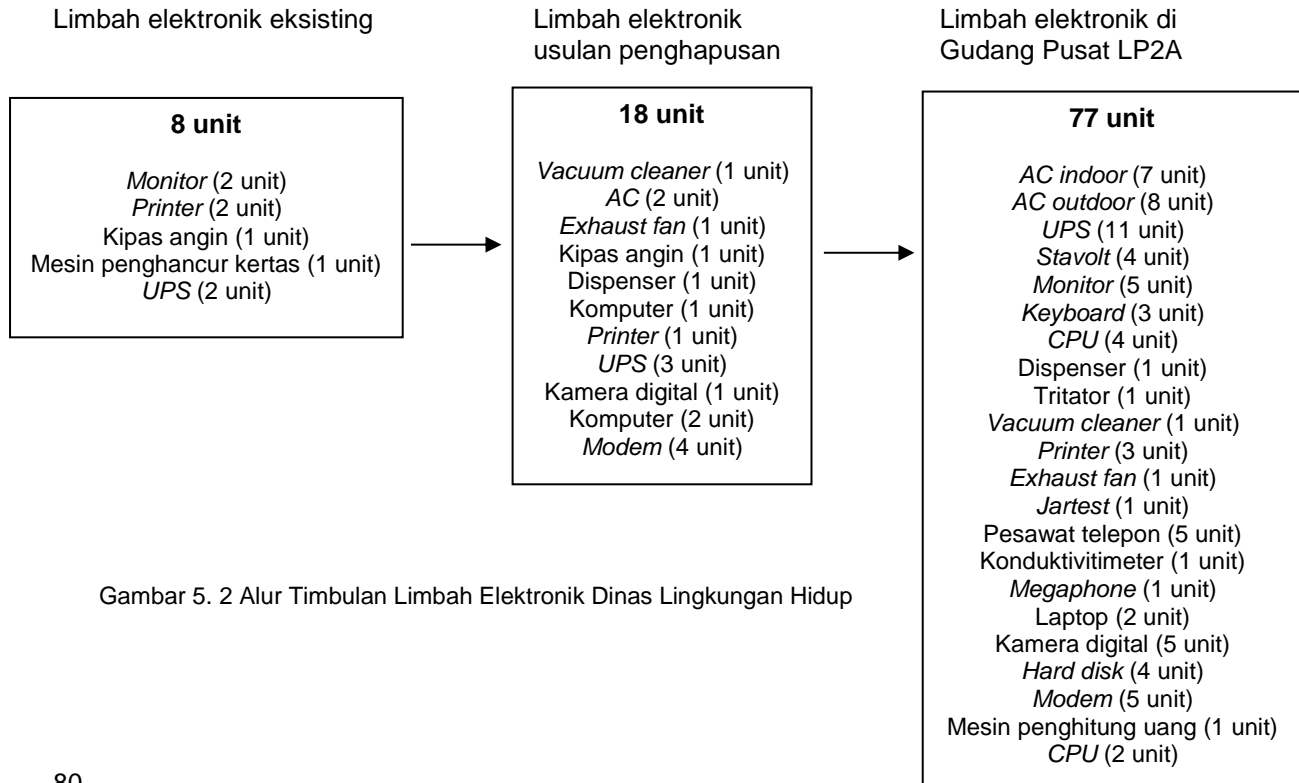 Limbah elektronik eksisting
8 unit
Monitor (2 unit)
Printer (2 unit)
Kipas angin (1 unit)
Mesin penghancur kertas (1 unit)
UPS (2 unit)
Limbah elektronik
usulan penghapusan
18 unit
Vacuum cleaner (1 unit)
AC (2 unit)
Exhaust fan (1 unit)
Kipas angin (1 unit)
Dispenser (1 unit)
Komputer (1 unit)
Printer (1 unit)
UPS (3 unit)
Kamera digital (1 unit)
Komputer (2 unit)
Modem (4 unit)
Limbah elektronik di
Gudang Pusat LP2A
77 unit
AC indoor (7 unit)
AC outdoor (8 unit)
UPS (11 unit)
Stavolt (4 unit)
Monitor (5 unit)
Keyboard (3 unit)
CPU (4 unit)
Dispenser (1 unit)
Tritator (1 unit)
Vacuum cleaner (1 unit)
Printer (3 unit)
Exhaust fan (1 unit)
Jartest (1 unit)
Pesawat telepon (5 unit)
Konduktivitimeter (1 unit)
Megaphone (1 unit)
Laptop (2 unit)
Kamera digital (5 unit)
Hard disk (4 unit)
Modem (5 unit)
Mesin penghitung uang (1 unit)
CPU (2 unit)
Gambar 5. 2 Alur Timbulan Limbah Elektronik Dinas Lingkungan Hidup